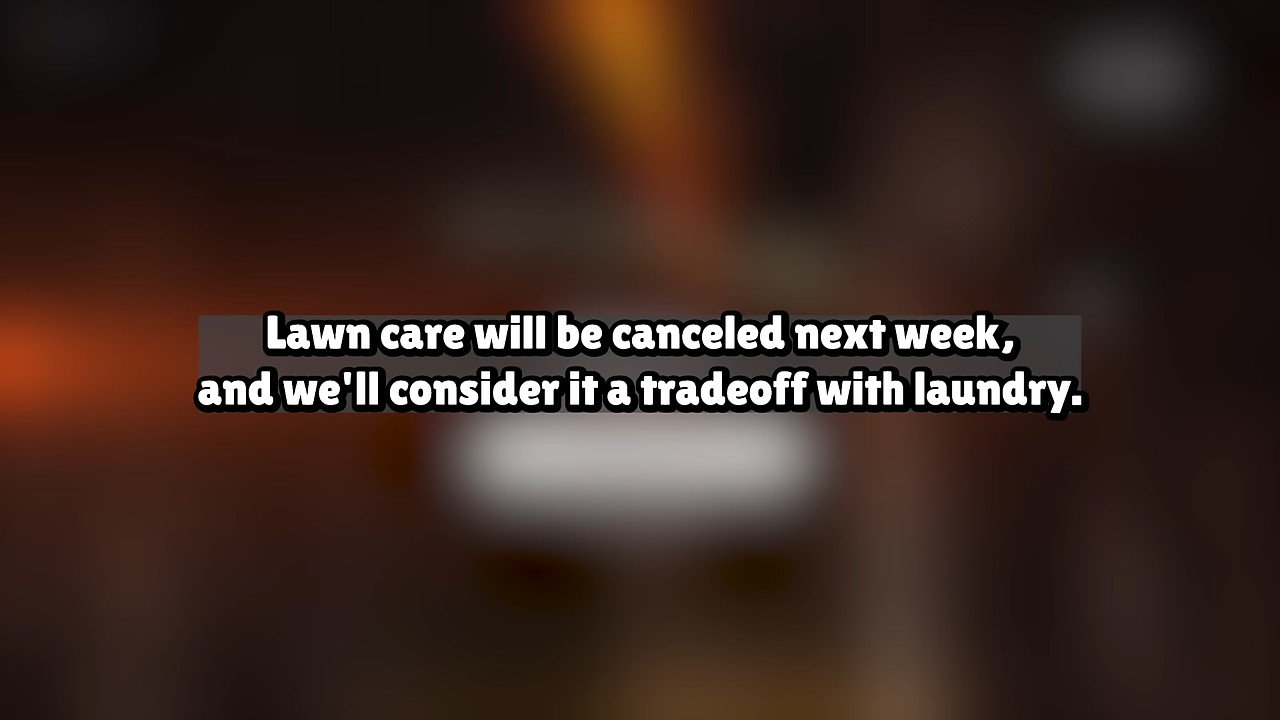 Lawn care will be canceled next week,
and we'll consider it a tradeoff with laundry.